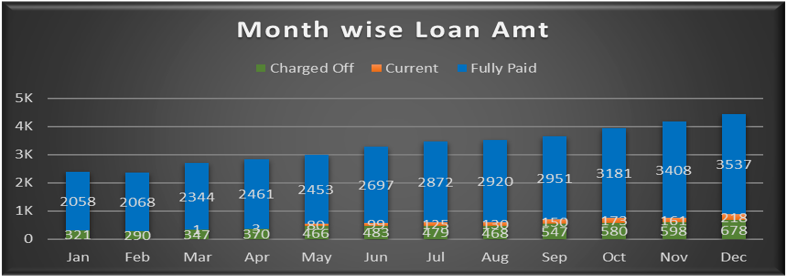 Month wise Loan Amt
Charged Off Current Fully Paid
5K
4K
3K
2K
1K
0
2058 2068 2344 2461 2453 2697 2872 2920 2951 3181 3408 3537
1 3 80 99 125 130 150 173 161 218
321 290 347 370 466 483 479 468 547 580 598 678
Jan Feb Mar Apr May Jun Jul Aug Sep Oct Nov Dec